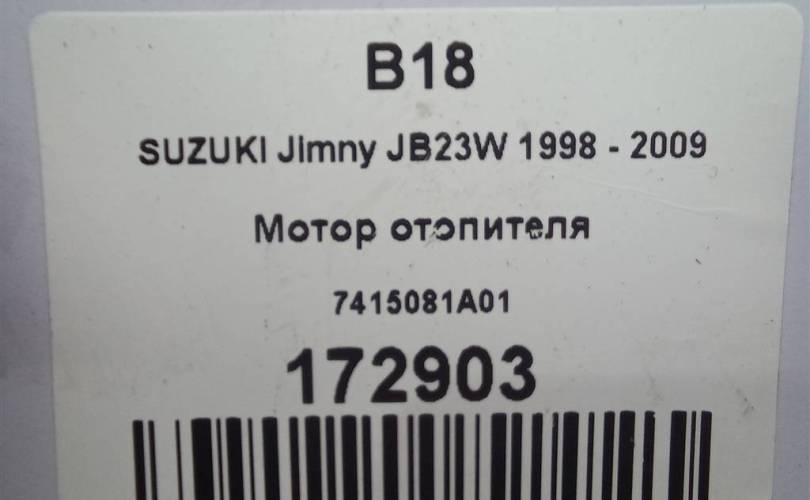 B18
SUZUKI Jimny JB23W 1998 - 2009
Мотор отопителя
7415081A01
172903